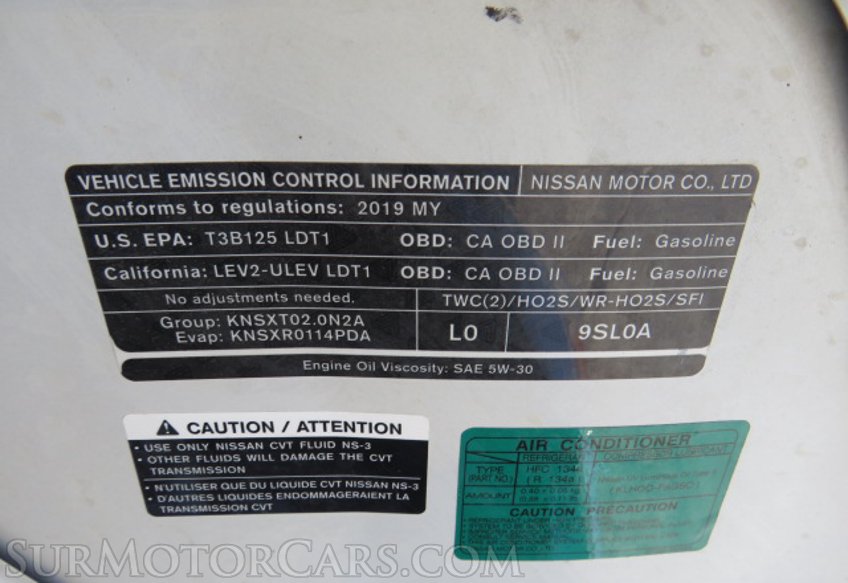 VEHICLE EMISSION CONTROL INFORMATION NISSAN MOTOR CO., LTD
Conforms to regulations: 2019 MY
U.S. EPA: T3B125 LDT1 OBD: CA OBD II Fuel: Gasoline
California: LEV2-ULEV LDT1 OBD: CA OBD II Fuel: Gasoline
No adjustments needed. TWC(2)/HO2S/WR-HO2S/SFI
Group: KNSXT02.0N2A
Evap: KNSXR0114PDA
L0 9SL0A
Engine Oil Viscosity: SAE 5W-30
CAUTION / ATTENTION
• USE ONLY NISSAN CVT FLUID NS-3
• OTHER FLUIDS WILL DAMAGE THE CVT
TRANSMISSION
• N'UTILISER QUE DU LIQUIDE CVT NISSAN NS-3
• D'AUTRES LIQUIDES ENDOMMAGERAIENT LA
TRANSMISSION CVT
AIR CONDITIONER
REFRIGERANT COMPRESSOR LUBRICANT
TYPE HFC 134a
(PART NO.) (R 134a)
AMOUNT
CAUTION PRECAUTION
SurMotorCars.com